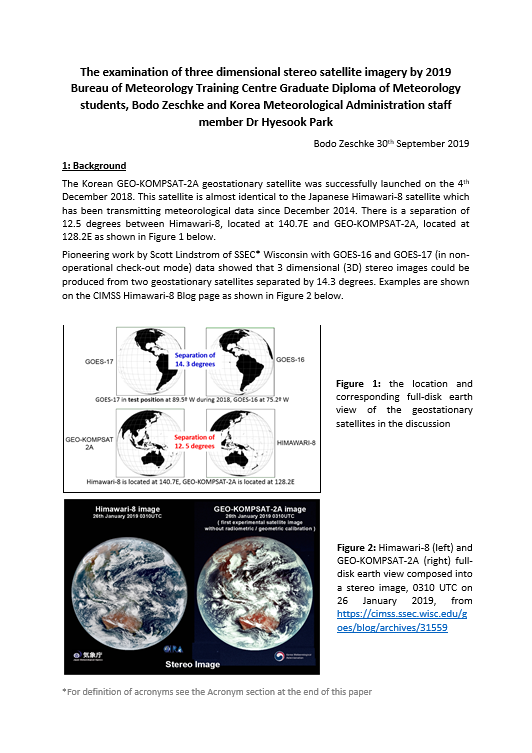 The examination of three dimensional stereo satellite imagery by 2019
Bureau of Meteorology Training Centre Graduate Diploma of Meteorology
students, Bodo Zeschke and Korea Meteorological Administration staff
member Dr Hyesook Park
Bodo Zeschke 30th September 2019
1: Background
The Korean GEO-KOMPSAT-2A geostationary satellite was successfully launched on the 4th
December 2018. This satellite is almost identical to the Japanese Himawari-8 satellite which
has been transmitting meteorological data since December 2014. There is a separation of
12.5 degrees between Himawari-8, located at 140.7E and GEO-KOMPSAT-2A, located at
128.2E as shown in Figure 1 below.
Pioneering work by Scott Lindstrom of SSEC* Wisconsin with GOES-16 and GOES-17 (in non-
operational check-out mode) data showed that 3 dimensional (3D) stereo images could be
produced from two geostationary satellites separated by 14.3 degrees. Examples are shown
on the CIMSS Himawari-8 Blog page as shown in Figure 2 below.
GOES-17
Separation of
14. 3 degrees
GOES-16
GOES-17 in test position at 89.5º W during 2018, GOES-16 at 75.2º W
GEO-KOMPSAT
2A
Separation of
12. 5 degrees
HIMAWARI-8
Himawari-8 is located at 140.7E, GEO-KOMPSAT-2A is located at 128.2E
Figure 1: the location and
corresponding full-disk earth
view of the geostationary
satellites in the discussion
Himawari-8 image
26th January 2019 0310UTC
GEO-KOMPSAT-2A image
26th January 2019 0310UTC
( first experimental satellite image
without radiometric / geometric calibration )
気象庁
Stereo Image
Figure 2: Himawari-8 (left) and
GEO-KOMPSAT-2A (right) full-
disk earth view composed into
a stereo image, 0310 UTC on
26 January 2019, from
https://cimss.ssec.wisc.edu/g
oes/blog/archives/31559
*For definition of acronyms see the Acronym section at the end of this paper